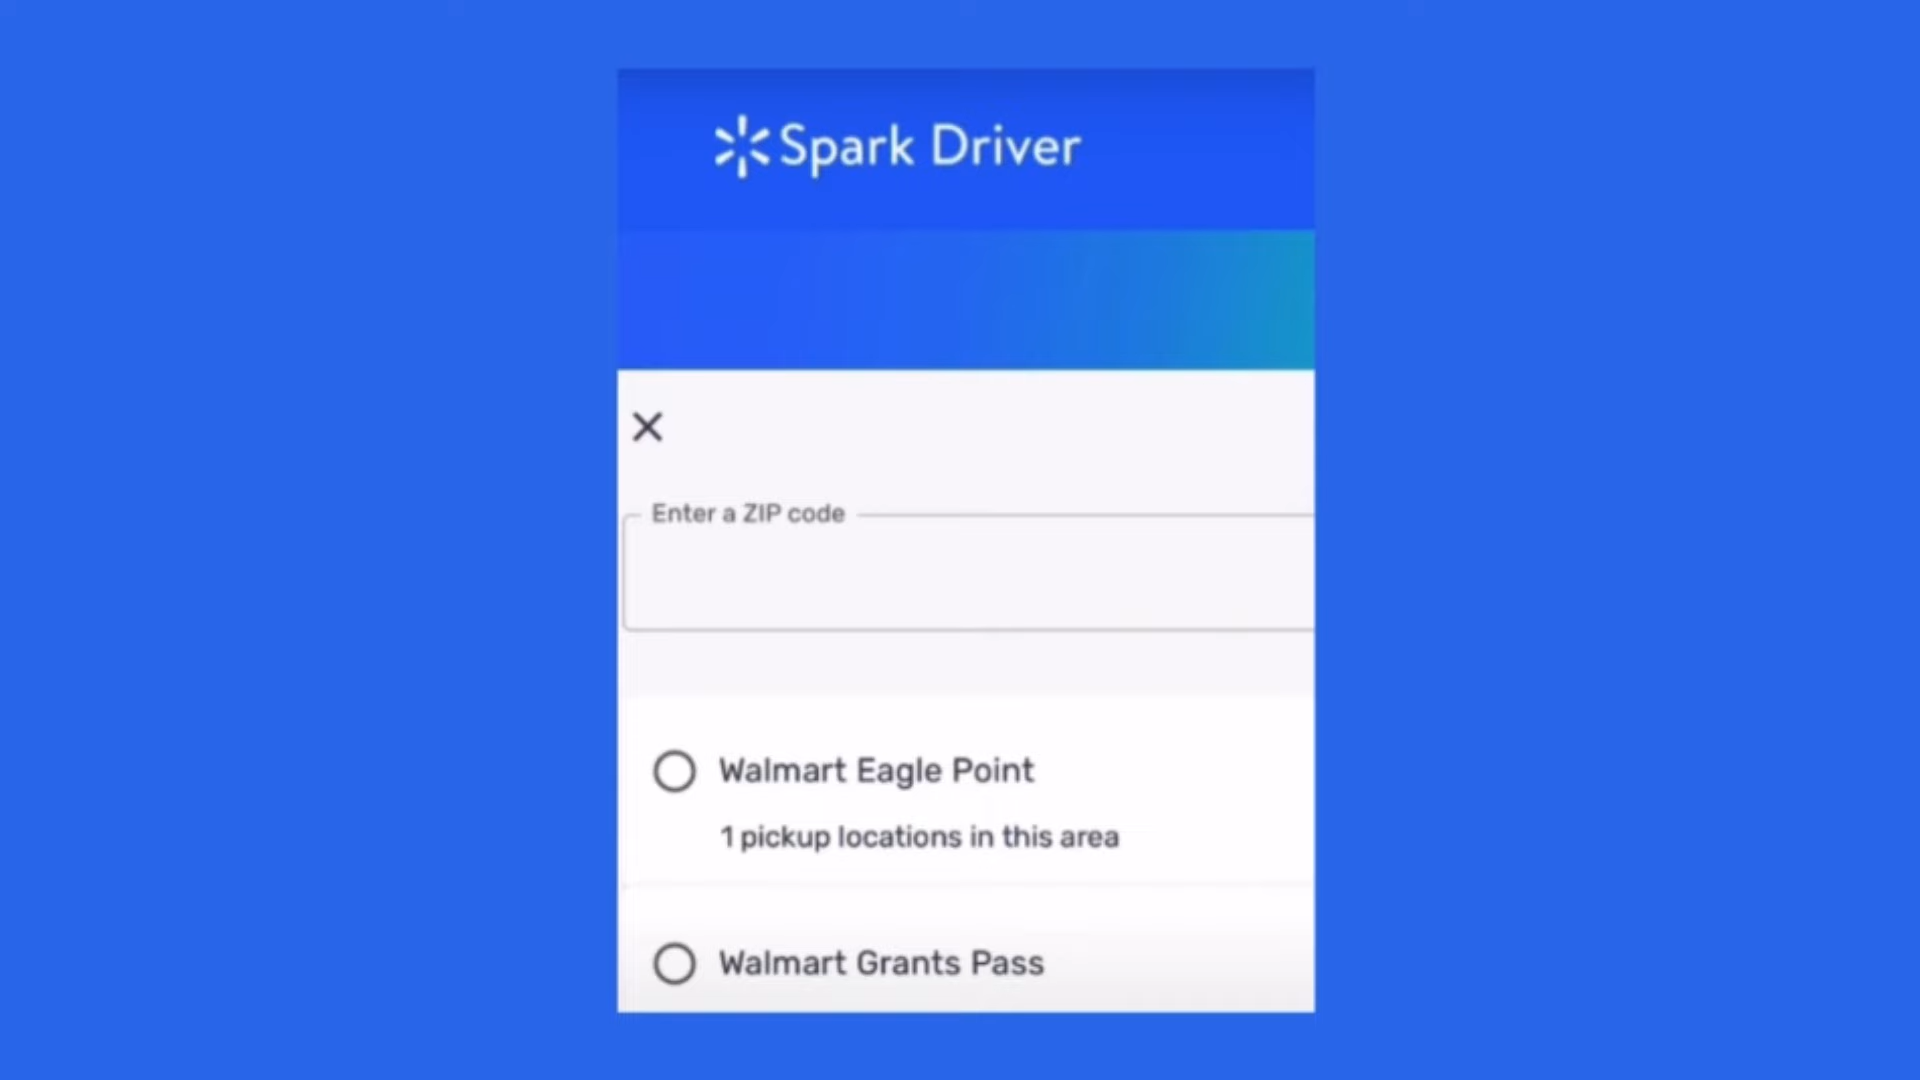 Spark Driver
Enter a ZIP code
Walmart Eagle Point
1 pickup locations in this area
Walmart Grants Pass